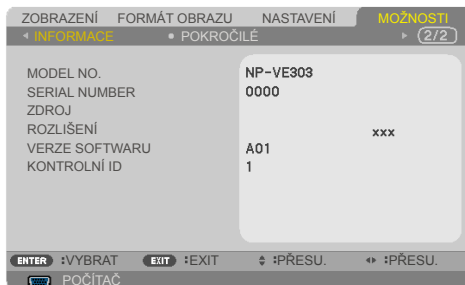 ZOBRAZENÍ FORMÁT OBRAZU NASTAVENÍ MOŽNOSTI
INFORMACE • POKROČILÉ (2/2)
MODEL NO. NP-VE303
SERIAL NUMBER 0000
ZDROJ
ROZLIŠENÍ xxx
VERZE SOFTWARU A01
KONTROLNÍ ID 1
ENTER :VYBRAT EXIT :EXIT :PŘESU. :PŘESU.
POČÍTAČ